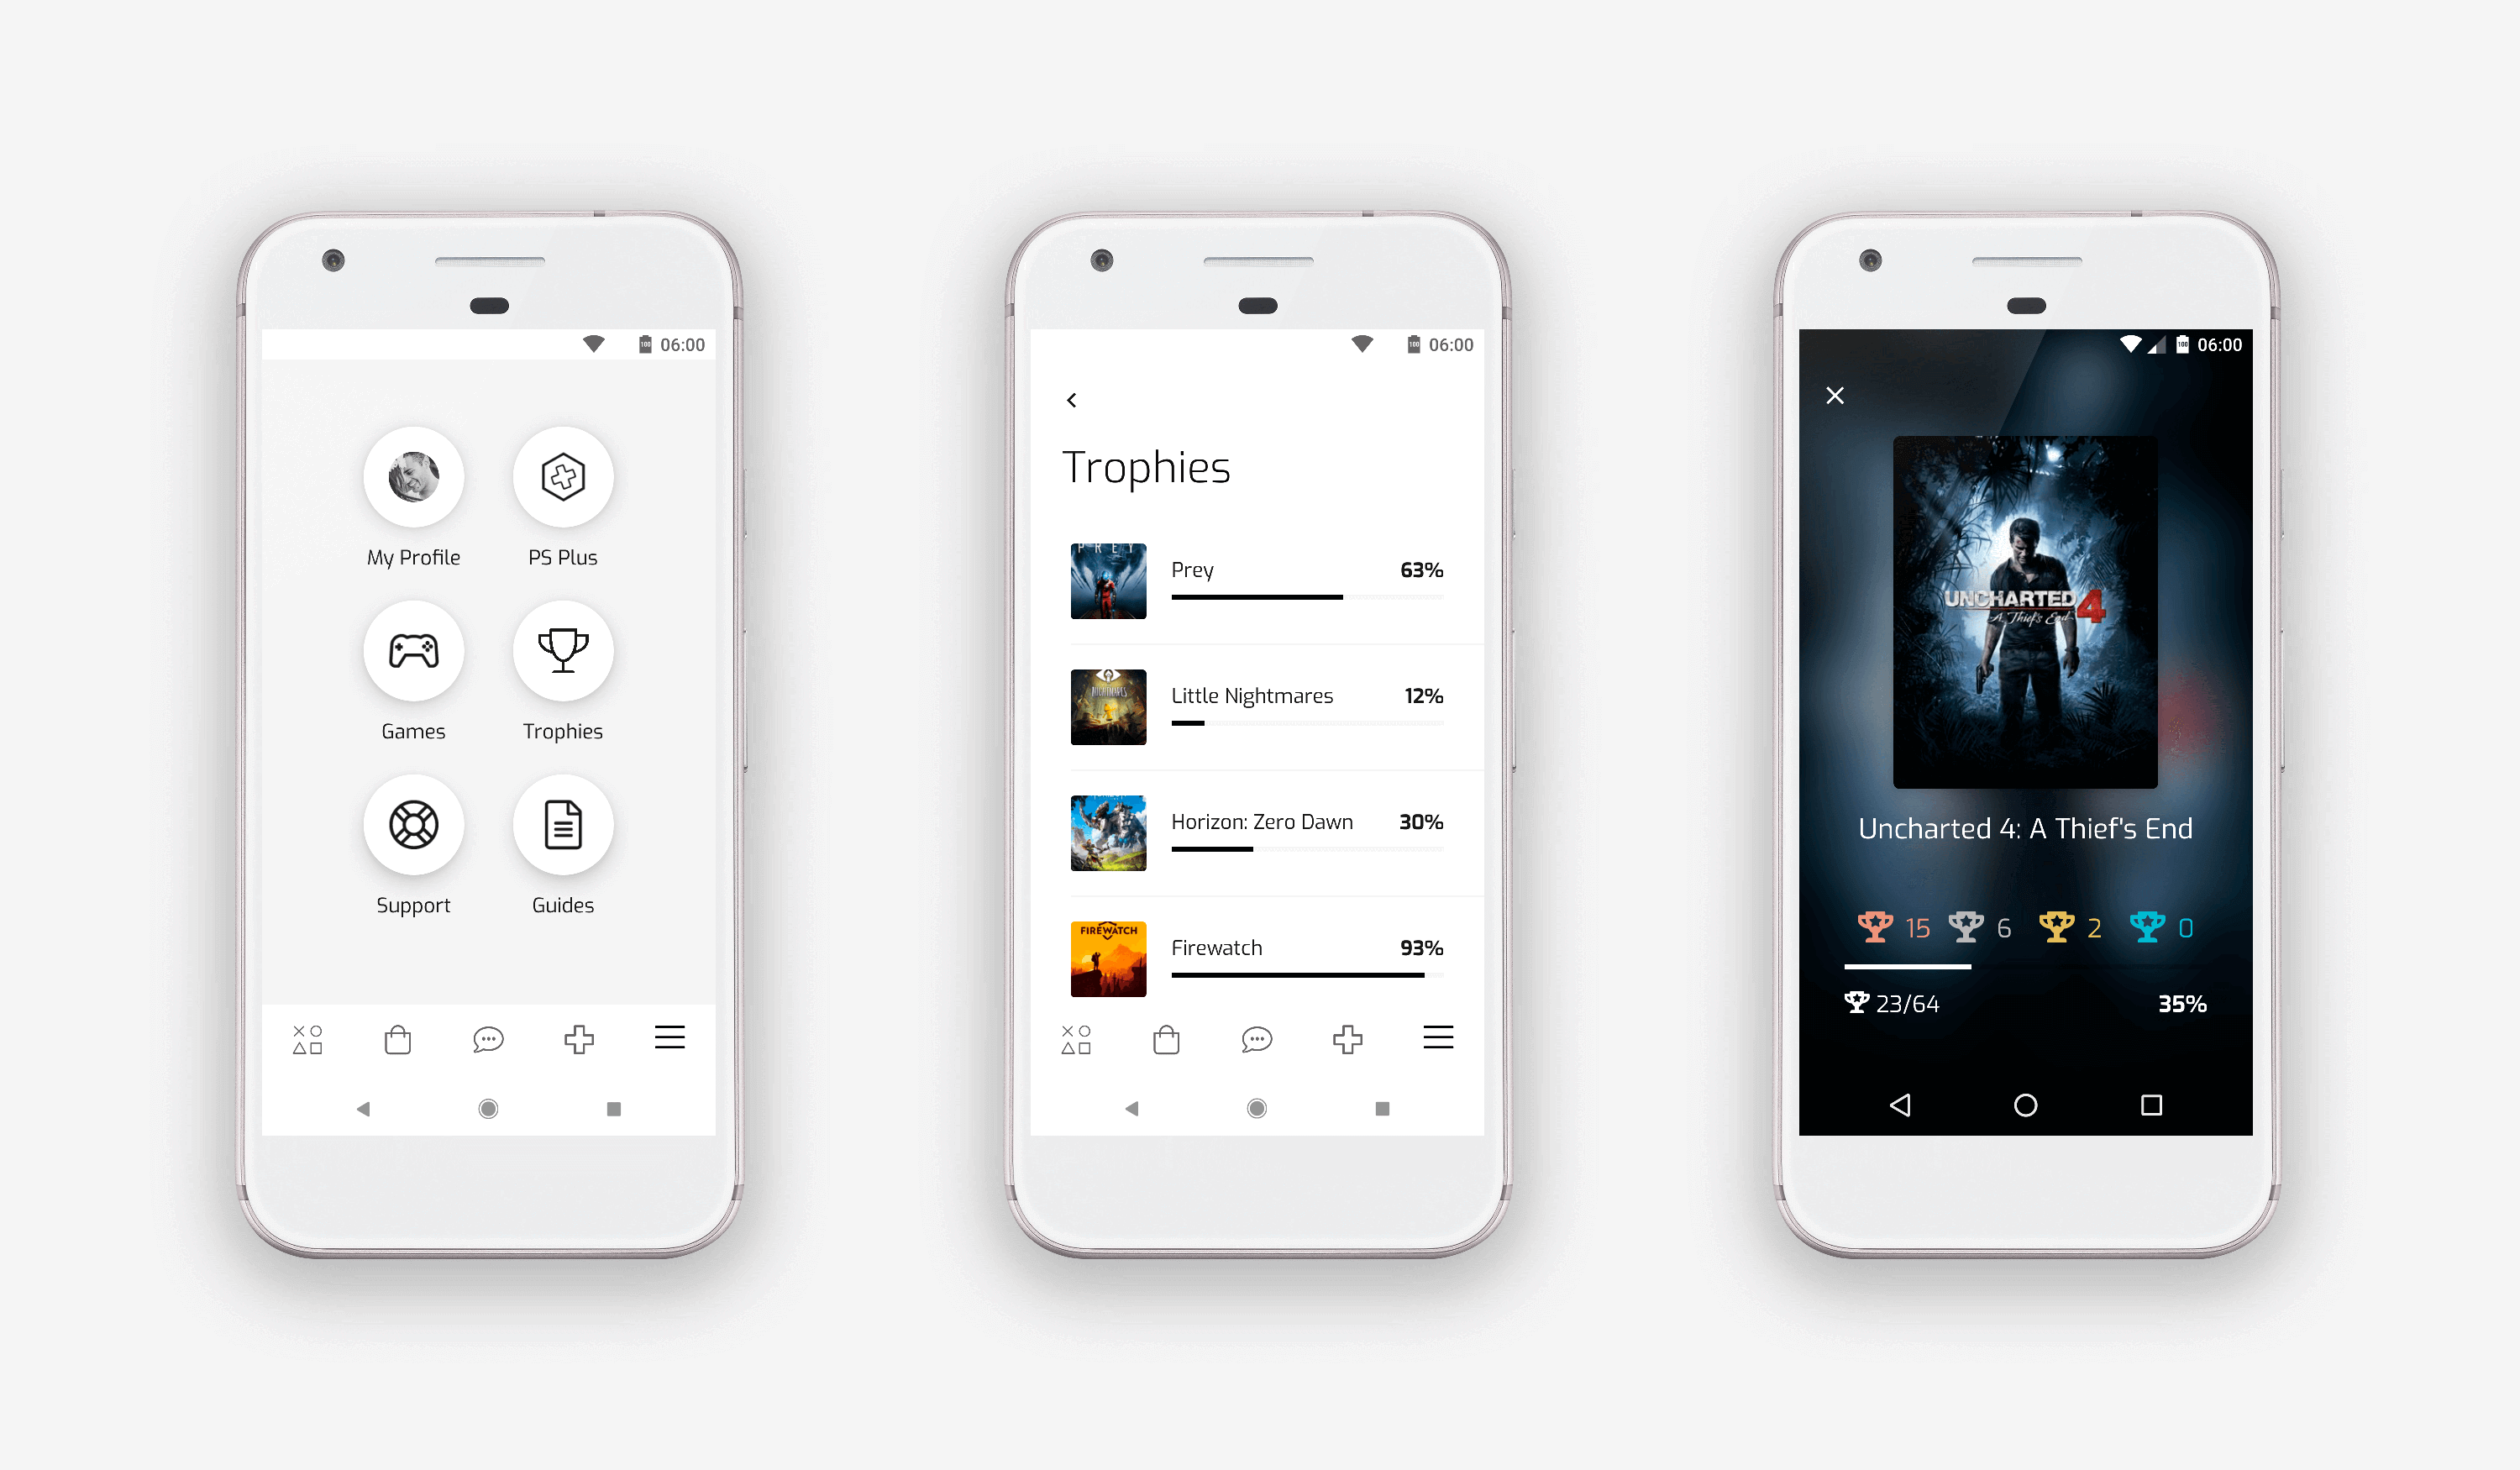 06:00
My Profile
PS Plus
Games
Trophies
Support
Guides
06:00
Trophies
PREY
Prey
63%
NIGHTMARES
Little Nightmares
12%
Horizon: Zero Dawn
30%
FIREWATCH
Firewatch
93%
100
06:00
UNCHARTED 4
A Thief's End
Uncharted 4: A Thief's End
15
6
2
0
23/64
35%